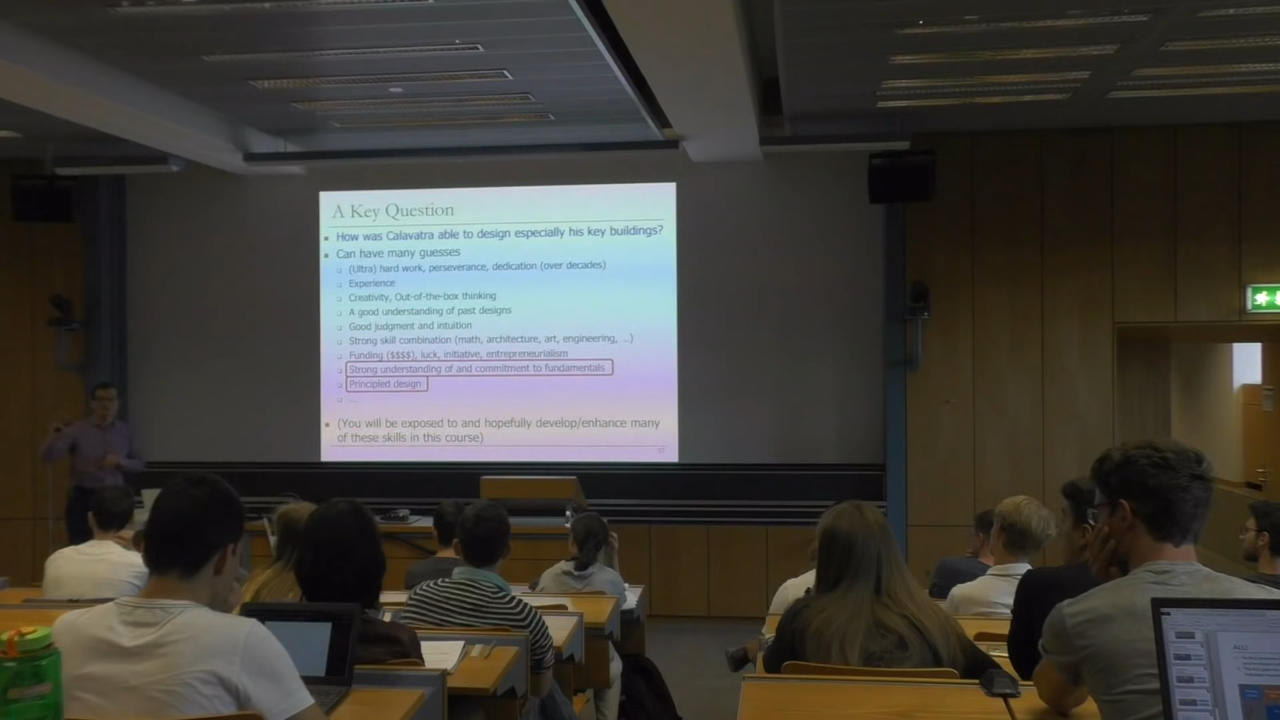 A Key Question
How was Calavatra able to design especially his key buildings?
Can have many guesses
(Ultra) hard work, perseverance, dedication (over decades)
Experience
Creativity, Out-of-the-box thinking
A good understanding of past designs
Good judgment and intuition
Strong skill combination (math, architecture, art, engineering, ...)
Funding ($$$$), luck, initiative, entrepreneurialism
Strong understanding of and commitment to fundamentals
Principled design
...
(You will be exposed to and hopefully develop/enhance many
of these skills in this course)